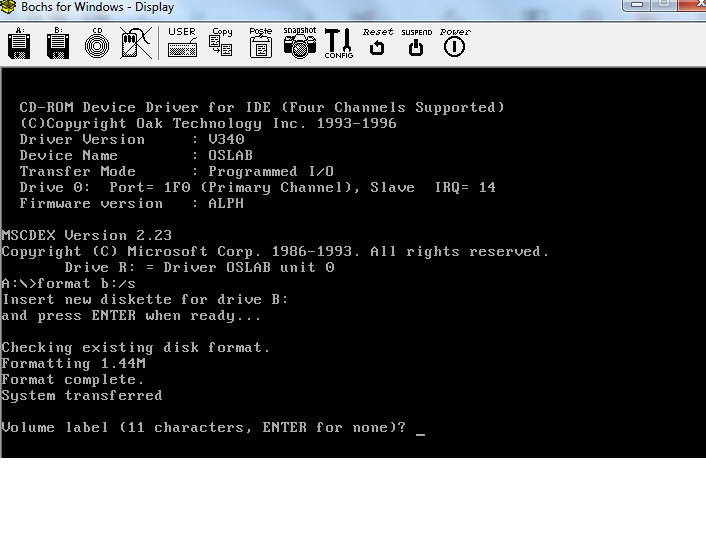 Bochs for Windows - Display
A: B: CD USER Copy Paste snapshot CONFIG Reset SUSPEND Power
CD-ROM Device Driver for IDE (Four Channels Supported)
(C)Copyright Oak Technology Inc. 1993-1996
Driver Version : V340
Device Name : OSLAB
Transfer Mode : Programmed I/O
Drive 0: Port= 1F0 (Primary Channel), Slave IRQ= 14
Firmware version : ALPH
MSCDEX Version 2.23
Copyright (C) Microsoft Corp. 1986-1993. All rights reserved.
Drive R: = Driver OSLAB unit 0
A:\>format b:/s
Insert new diskette for drive B:
and press ENTER when ready...
Checking existing disk format.
Formatting 1.44M
Format complete.
System transferred
Volume label (11 characters, ENTER for none)? _